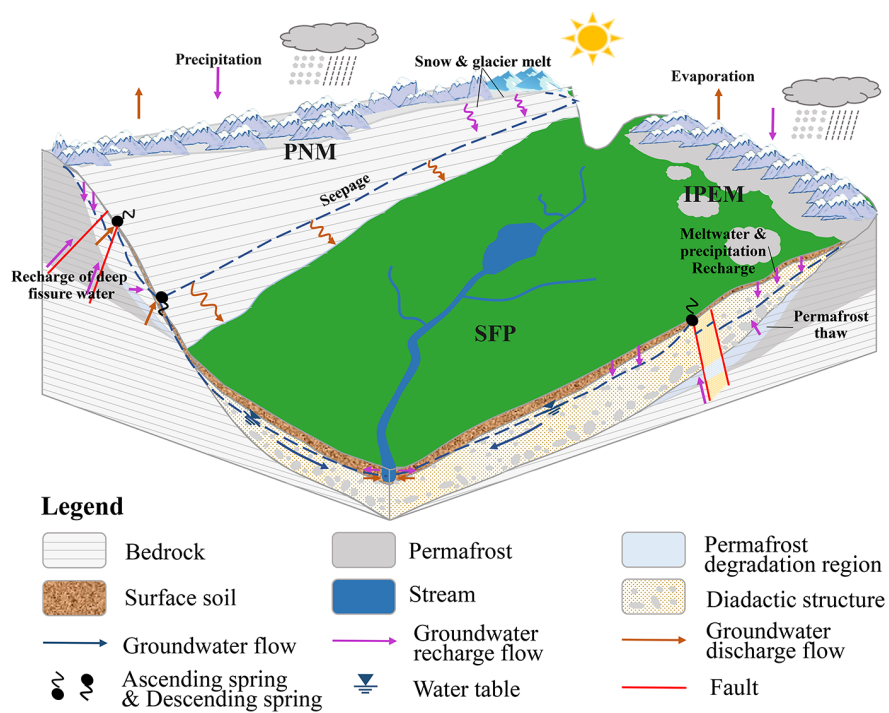 Precipitation
Snow & glacier melt
Evaporation
PNM
Seepage
IPEM
Meltwater &
precipitation
Recharge
Recharge of deep
fissure water
Permafrost
thaw
SFP
Legend
Bedrock
Permafrost
Permafrost
degradation region
Surface soil
Stream
Diadactic structure
Groundwater flow
Groundwater
recharge flow
Groundwater
discharge flow
Ascending spring
& Descending spring
Water table
Fault